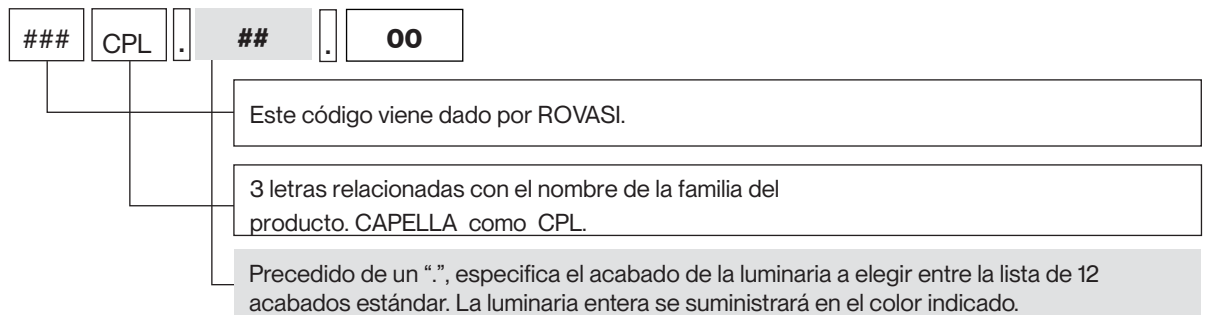 ### CPL . ## . 00
Este código viene dado por ROVASI.
3 letras relacionadas con el nombre de la familia del
producto. CAPELLA como CPL.
Precedido de un “.”, especifica el acabado de la luminaria a elegir entre la lista de 12
acabados estándar. La luminaria entera se suministrará en el color indicado.